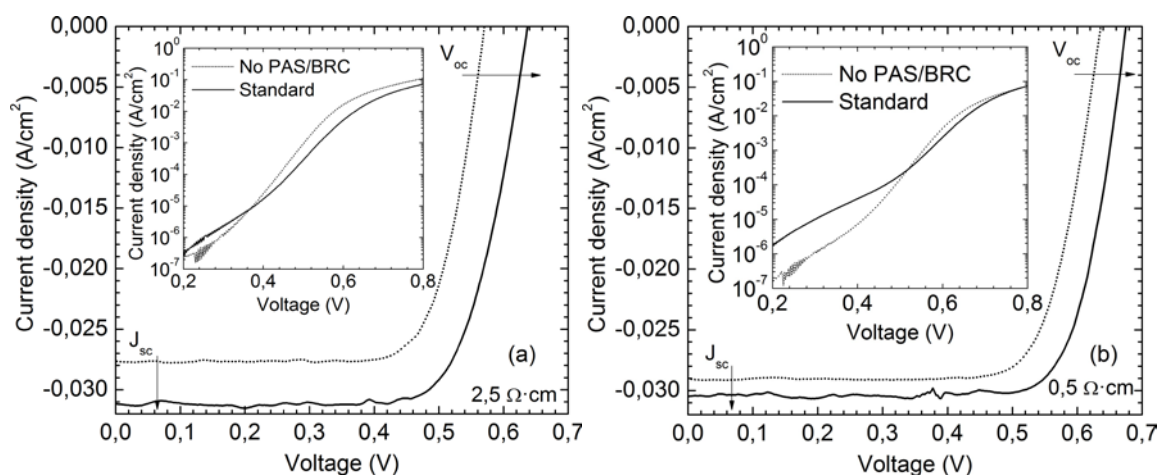 0,000
-0,005
-0,010
-0,015
-0,020
-0,025
-0,030
Current density (A/cm²)
0,0 0,1 0,2 0,3 0,4 0,5 0,6 0,7
Voltage (V)
V_oc
J_sc
(a)
2,5 Ω·cm
10⁰
10⁻¹
10⁻²
10⁻³
10⁻⁴
10⁻⁵
10⁻⁶
10⁻⁷
Current density (A/cm²)
No PAS/BRC
Standard
0,2 0,4 0,6 0,8
Voltage (V)
0,000
-0,005
-0,010
-0,015
-0,020
-0,025
-0,030
Current density (A/cm²)
0,0 0,1 0,2 0,3 0,4 0,5 0,6 0,7
Voltage (V)
V_oc
J_sc
(b)
0,5 Ω·cm
10⁰
10⁻¹
10⁻²
10⁻³
10⁻⁴
10⁻⁵
10⁻⁶
10⁻⁷
Current density (A/cm²)
No PAS/BRC
Standard
0,2 0,4 0,6 0,8
Voltage (V)